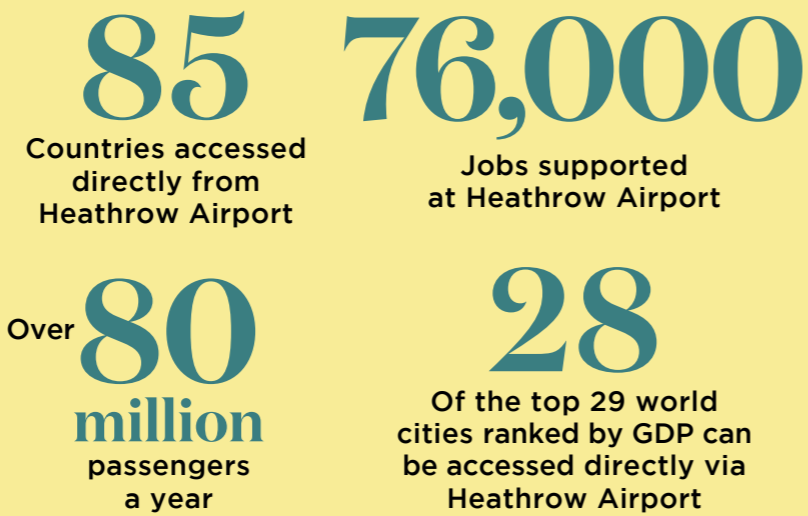 85
Countries accessed
directly from
Heathrow Airport
76,000
Jobs supported
at Heathrow Airport
Over 80
million
passengers
a year
28
Of the top 29 world
cities ranked by GDP can
be accessed directly via
Heathrow Airport